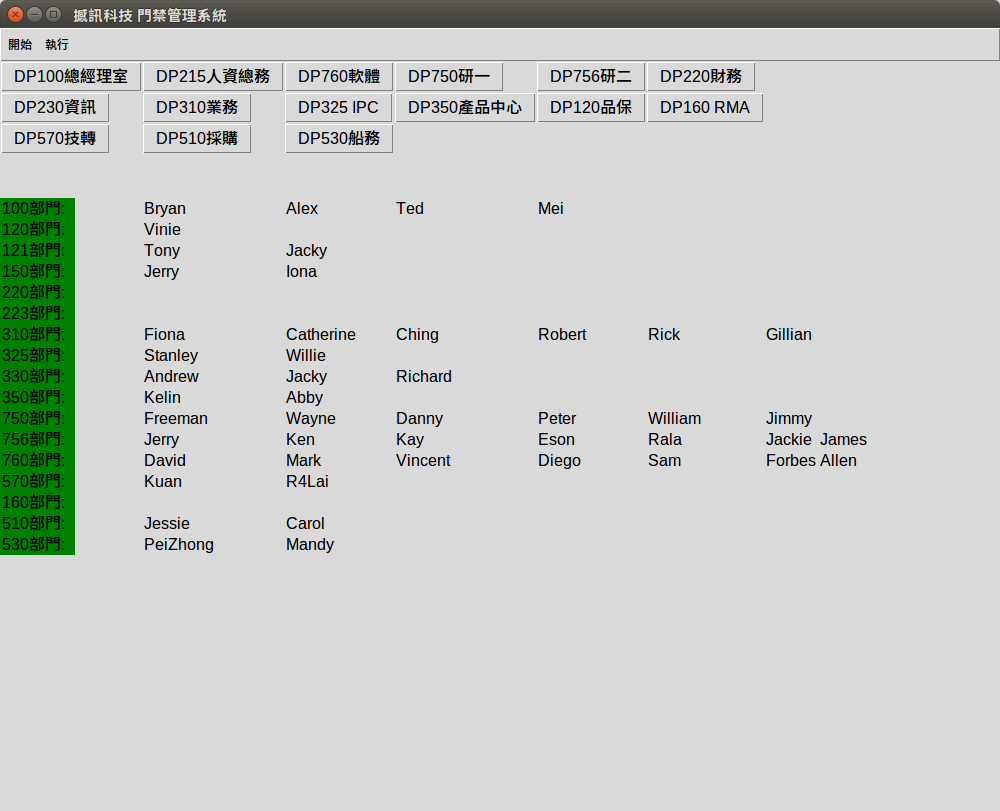 撼訊科技 門禁管理系統
開始 執行
DP100總經理室 DP215人資總務 DP760軟體 DP750研一 DP756研二 DP220財務
DP230資訊 DP310業務 DP325 IPC DP350產品中心 DP120品保 DP160 RMA
DP570技轉 DP510採購 DP530船務
100部門: Bryan Alex Ted Mei
120部門: Vinie
121部門: Tony Jacky
150部門: Jerry Iona
220部門:
223部門:
310部門: Fiona Catherine Ching Robert Rick Gillian
325部門: Stanley Willie
330部門: Andrew Jacky Richard
350部門: Kelin Abby
750部門: Freeman Wayne Danny Peter William Jimmy
756部門: Jerry Ken Kay Eson Rala Jackie James
760部門: David Mark Vincent Diego Sam Forbes Allen
570部門: Kuan R4Lai
160部門:
510部門: Jessie Carol
530部門: PeiZhong Mandy